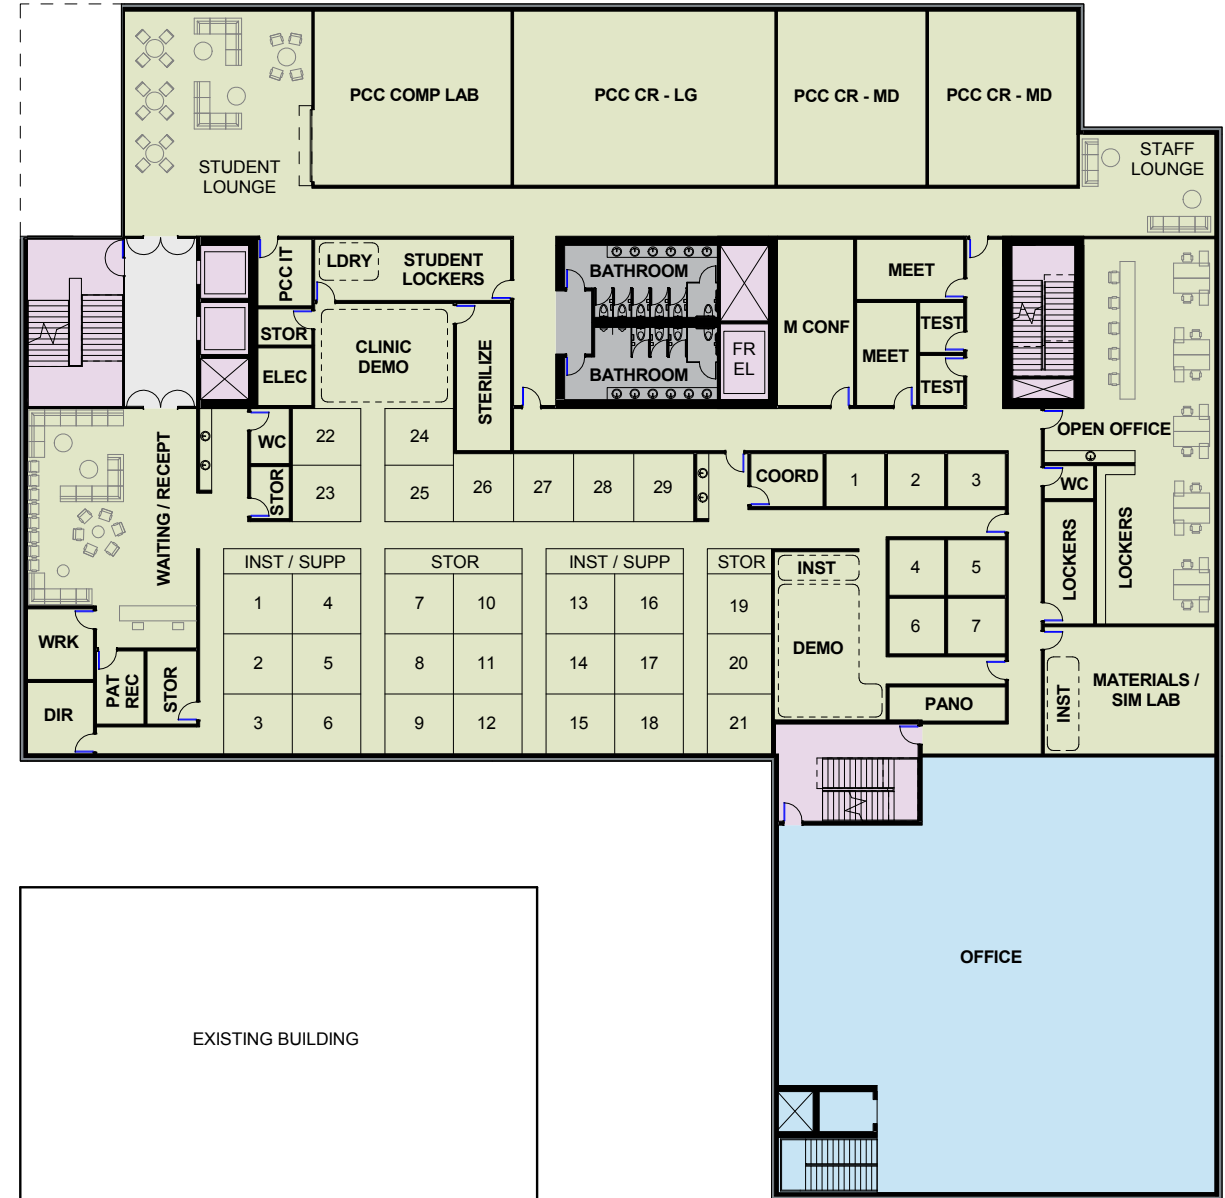 PCC COMP LAB
PCC CR - LG
PCC CR - MD
PCC CR - MD
STUDENT
LOUNGE
STAFF
LOUNGE
PCC IT
LDRY
STUDENT
LOCKERS
BATHROOM
MEET
STOR
CLINIC
DEMO
STERILIZE
M CONF
TEST
MEET
FR
EL
ELEC
BATHROOM
TEST
WAITING / RECEPT
WC
22
24
OPEN OFFICE
STOR
23
25
26
27
28
29
COORD
1
2
3
WC
LOCKERS
LOCKERS
INST / SUPP
STOR
INST / SUPP
STOR
INST
4
5
1
4
7
10
13
16
19
6
7
WRK
DEMO
2
5
8
11
14
17
20
PAT
REC
STOR
MATERIALS /
SIM LAB
INST
DIR
3
6
9
12
15
18
21
PANO
OFFICE
EXISTING BUILDING